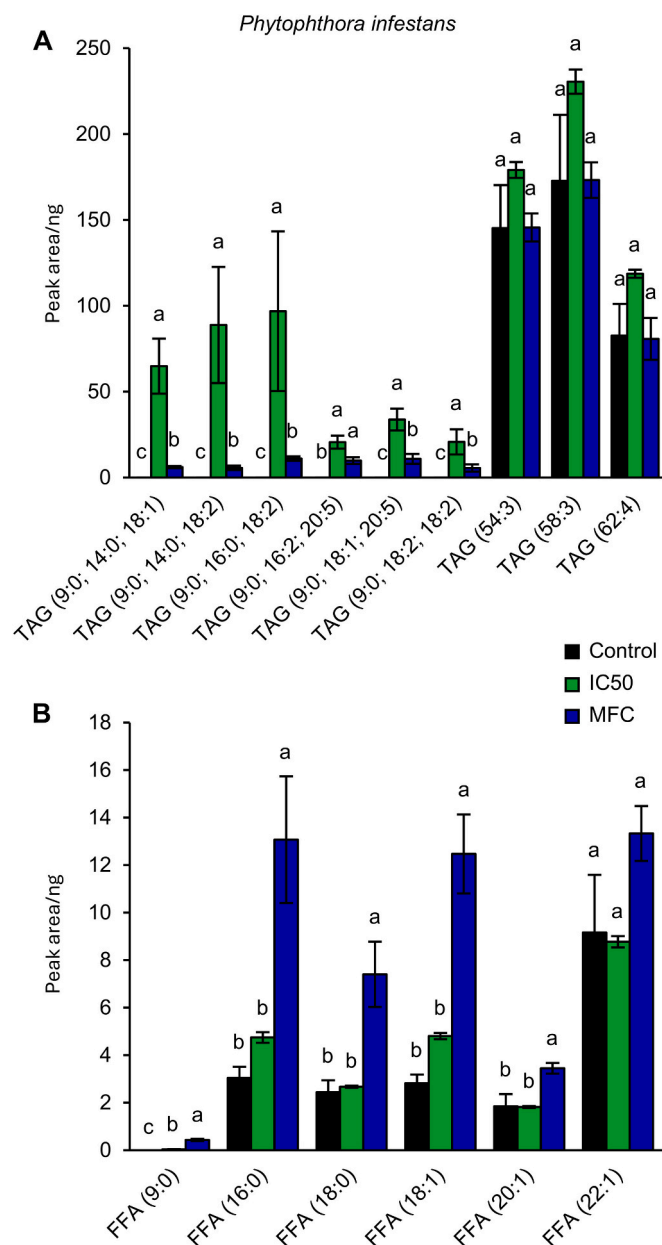 Phytophthora infestans
A
250
200
150
100
50
0
Peak area/ng
c a b
c a b
c a b
b a a
c a b
c a b
a a a
a a a
a a a
TAG (9:0; 14:0; 18:1)
TAG (9:0; 14:0; 18:2)
TAG (9:0; 16:0; 18:2)
TAG (9:0; 16:2; 20:5)
TAG (9:0; 18:1; 20:5)
TAG (9:0; 18:2; 18:2)
TAG (54:3)
TAG (58:3)
TAG (62:4)
Control
IC50
MFC
B
18
16
14
12
10
8
6
4
2
0
Peak area/ng
c b a
b b a
b b a
b b a
b b a
a a a
FFA (9:0)
FFA (16:0)
FFA (18:0)
FFA (18:1)
FFA (20:1)
FFA (22:1)